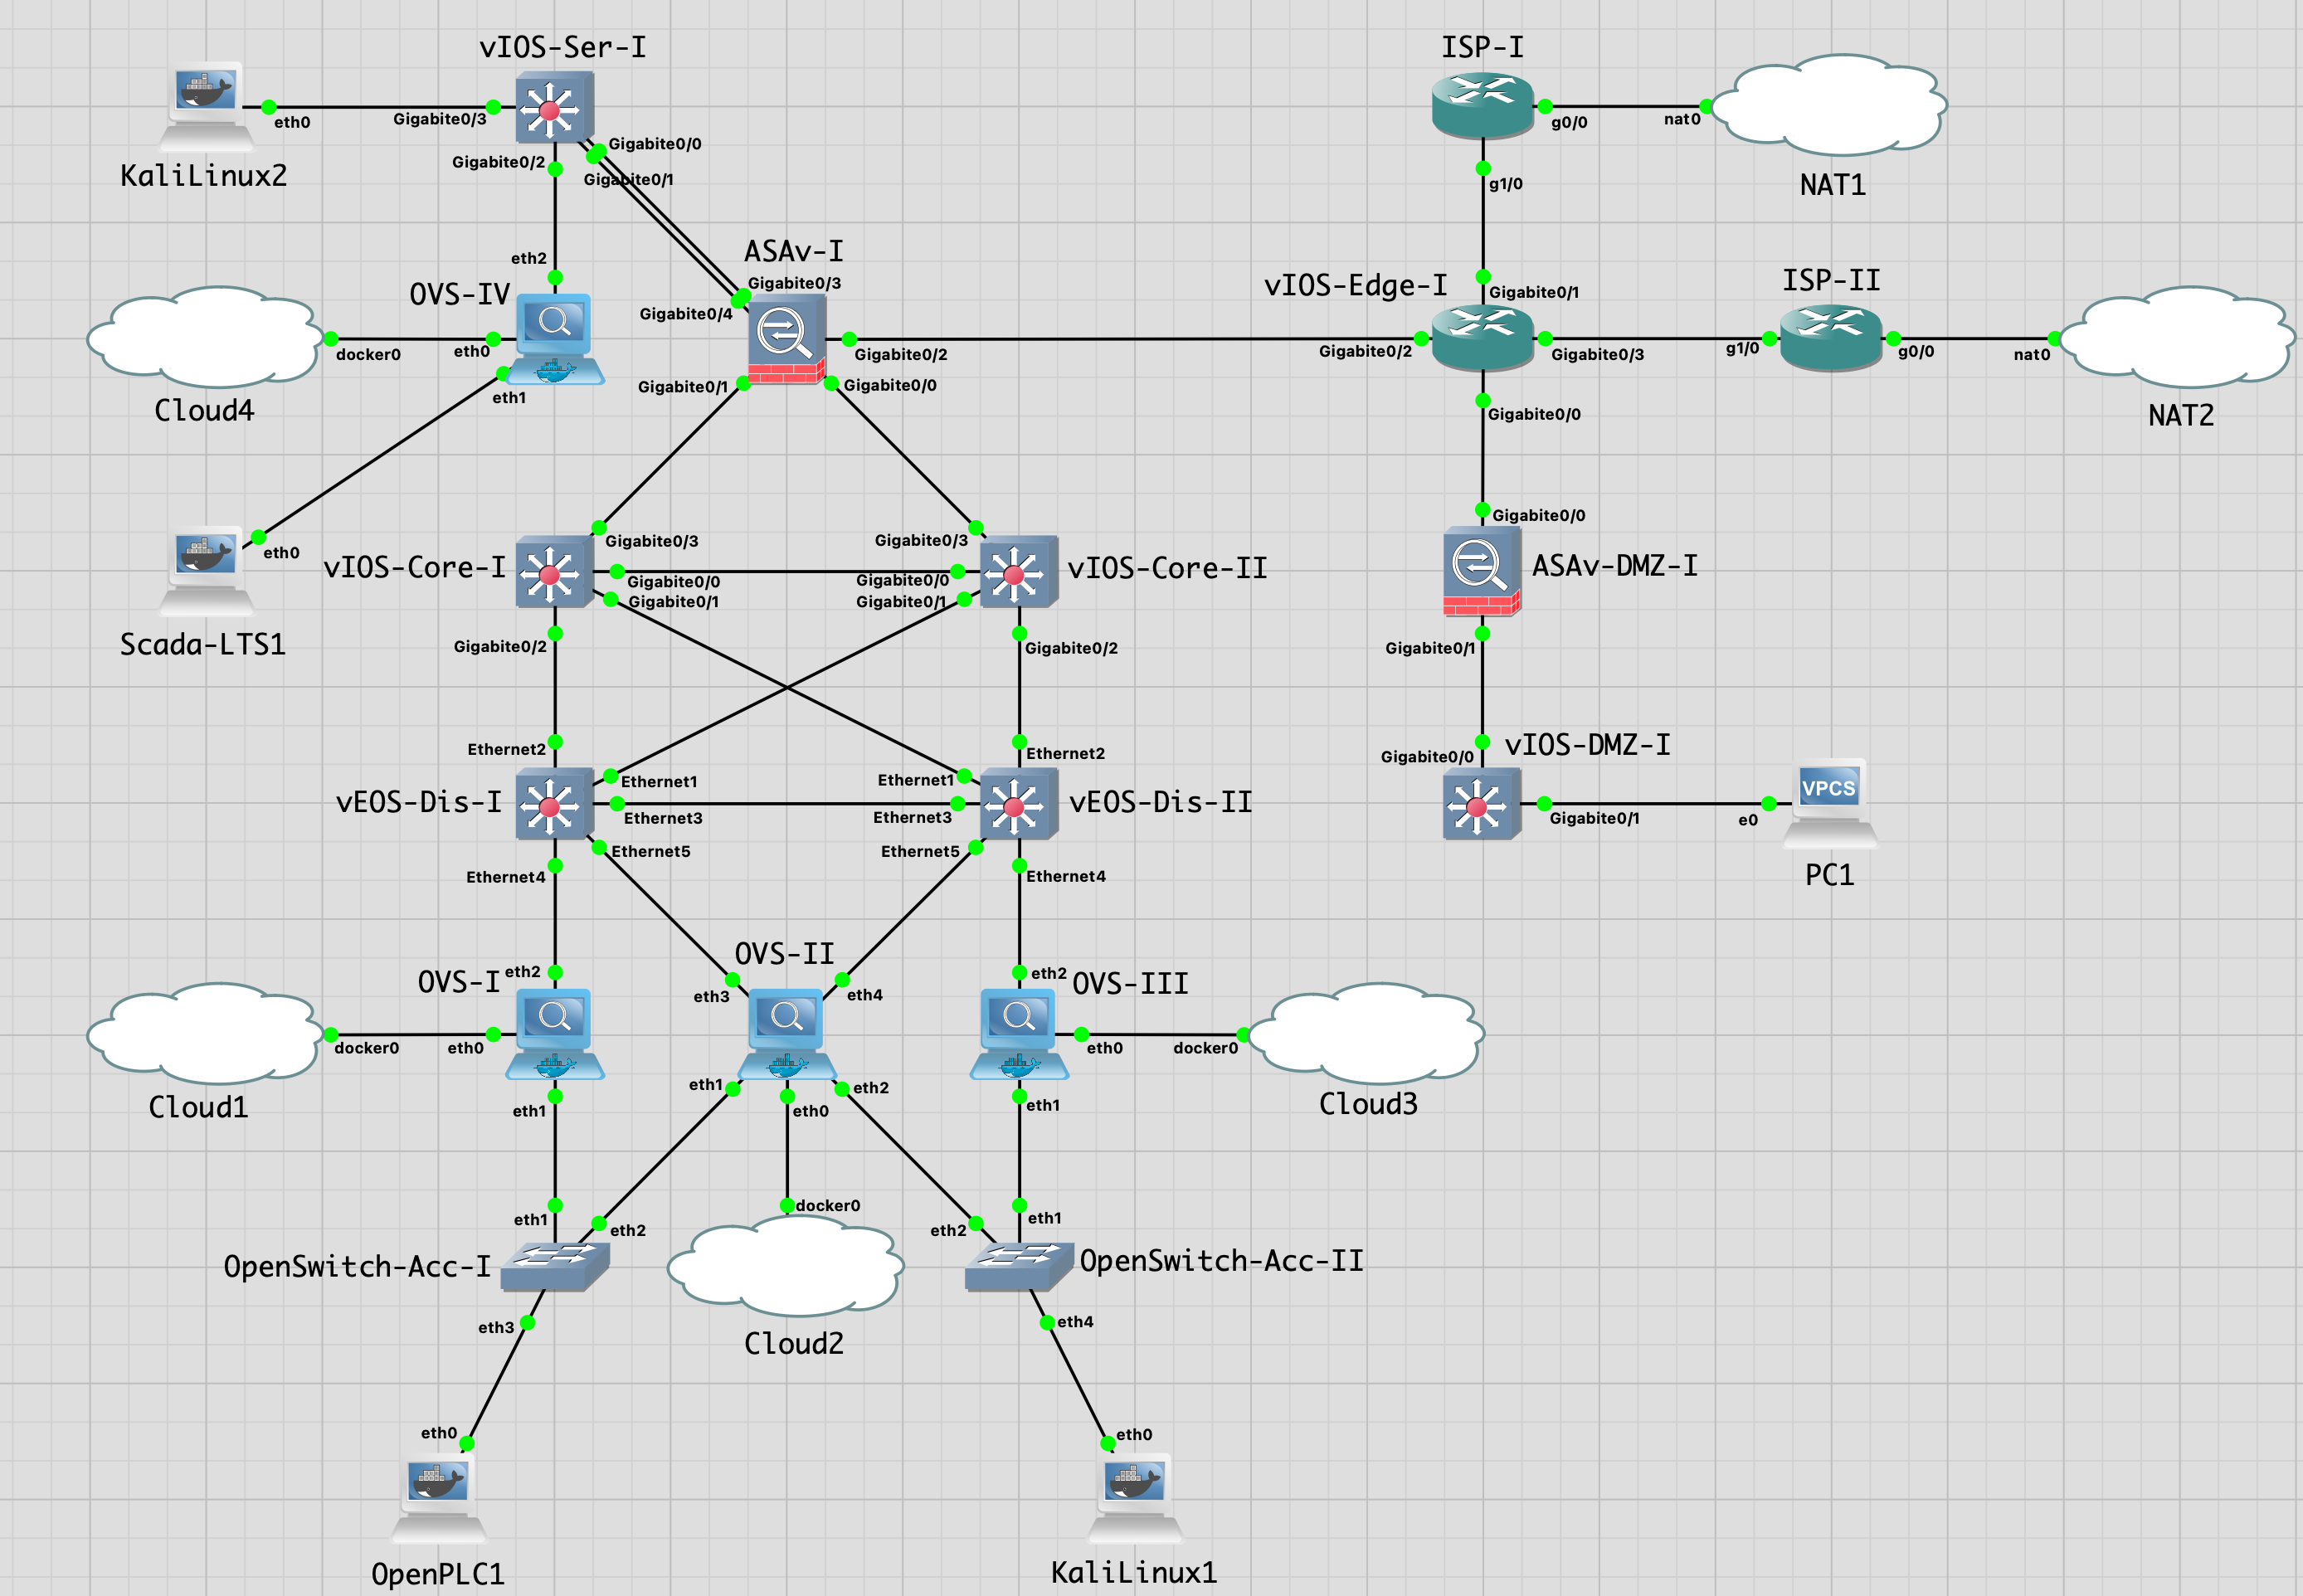 vIOS-Ser-I
ISP-I
eth0
Gigabite0/3
g0/0
nat0
KaliLinux2
Gigabite0/2
Gigabite0/0
Gigabite0/1
g1/0
NAT1
eth2
ASAv-I
Gigabite0/3
vIOS-Edge-I
ISP-II
OVS-IV
Gigabite0/4
Gigabite0/1
docker0
eth0
Gigabite0/2
Gigabite0/2
Gigabite0/3
g1/0
g0/0
nat0
Cloud4
eth1
Gigabite0/1
Gigabite0/0
Gigabite0/0
NAT2
eth0
Gigabite0/3
Gigabite0/3
Gigabite0/0
vIOS-Core-I
vIOS-Core-II
ASAv-DMZ-I
Gigabite0/0
Gigabite0/0
Gigabite0/1
Gigabite0/1
Scada-LTS1
Gigabite0/2
Gigabite0/2
Gigabite0/1
Ethernet2
Ethernet2
Gigabite0/0
vIOS-DMZ-I
Ethernet1
Ethernet1
VPCS
vEOS-Dis-I
vEOS-Dis-II
Ethernet3
Ethernet3
Gigabite0/1
e0
Ethernet5
Ethernet5
Ethernet4
Ethernet4
PC1
OVS-II
OVS-I
eth2
eth2
OVS-III
eth3
eth4
docker0
eth0
eth0
docker0
Cloud1
eth1
eth1
eth0
eth2
eth1
Cloud3
eth1
eth2
docker0
eth2
eth1
OpenSwitch-Acc-I
OpenSwitch-Acc-II
eth3
Cloud2
eth4
eth0
eth0
OpenPLC1
KaliLinux1